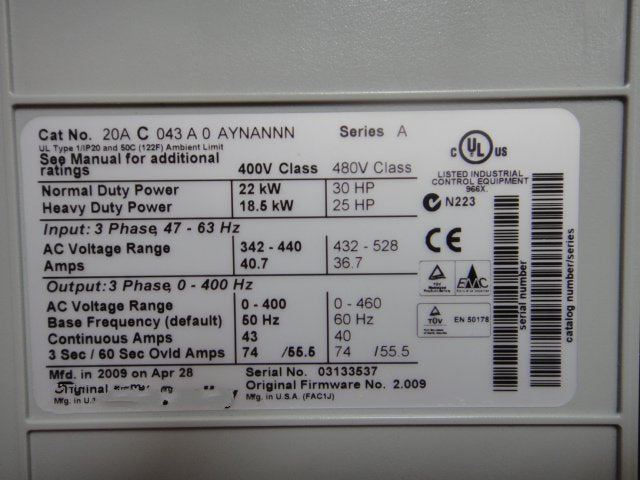 Cat No. 20A C 043 A 0 AYNANNN Series A
UL Type 1/IP20 and 50C (122F) Ambient Limit
See Manual for additional
ratings 400V Class 480V Class
Normal Duty Power 22 kW 30 HP
Heavy Duty Power 18.5 kW 25 HP
Input: 3 Phase, 47 - 63 Hz
AC Voltage Range 342 - 440 432 - 528
Amps 40.7 36.7
Output: 3 Phase, 0 - 400 Hz
AC Voltage Range 0 - 400 0 - 460
Base Frequency (default) 50 Hz 60 Hz
Continuous Amps 43 40
3 Sec / 60 Sec Ovld Amps 74 /55.5 74 /55.5
Mfd. in 2009 on Apr 28 Serial No. 03133537
Original Firmware No. 2.009
Mfg. in U.S.A. (FAC1J)
C UL US
LISTED INDUSTRIAL
CONTROL EQUIPMENT
966X.
N223
CE
TÜV EMC
TÜV EN 50178
serial number
catalog number/series